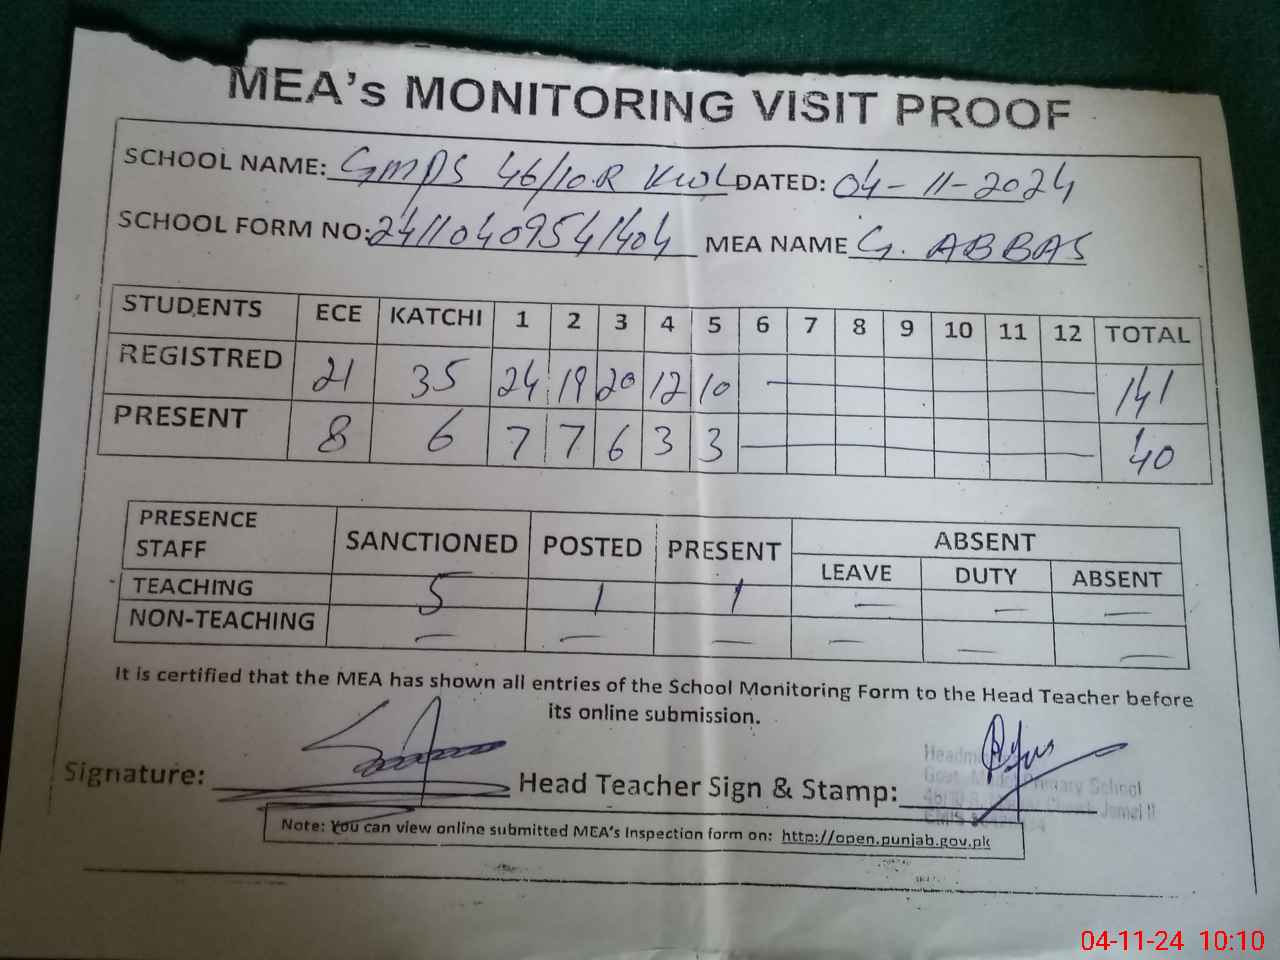 MEA's MONITORING VISIT PROOF
SCHOOL NAME: GMPS 46/10.R KWL DATED: 04-11-2024
SCHOOL FORM NO: 24110409541404 MEA NAME G. ABBAS
STUDENTS ECE KATCHI 1 2 3 4 5 6 7 8 9 10 11 12 TOTAL
REGISTRED 21 35 24 19 20 12 10 — 141
PRESENT 8 6 7 7 6 3 3 — 40
PRESENCE STAFF SANCTIONED POSTED PRESENT ABSENT
LEAVE DUTY ABSENT
TEACHING 5 1 1 — — —
NON-TEACHING — — — — — —
It is certified that the MEA has shown all entries of the School Monitoring Form to the Head Teacher before
its online submission.
Signature: Head Teacher Sign & Stamp:
Govt. Model Primary School
Note: You can view online submitted MEA's Inspection form on: http://open.punjab.gov.pk
04-11-24 10:10